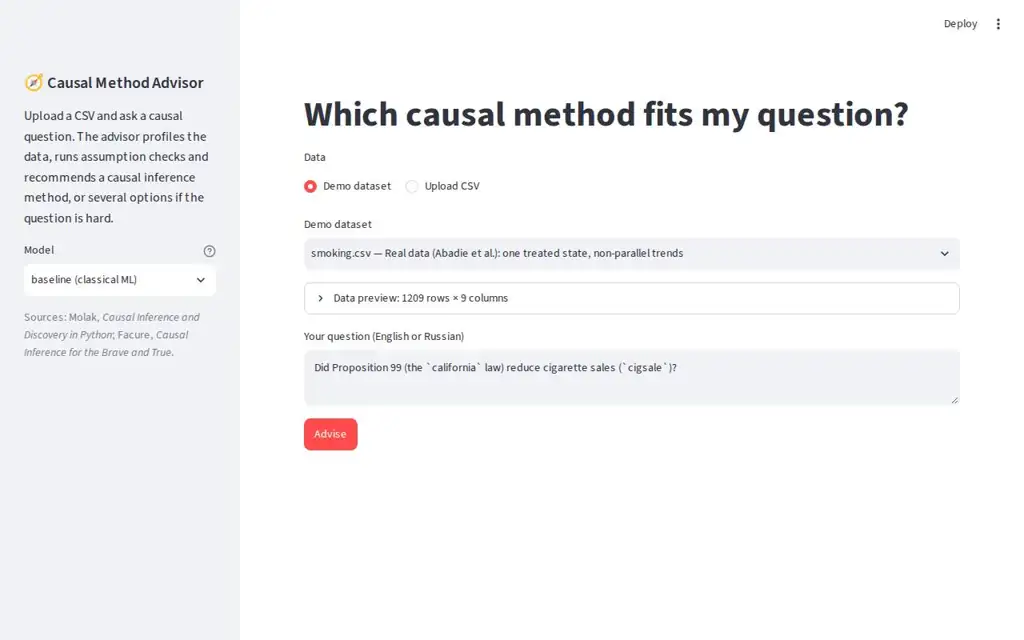 Deploy
🧭 Causal Method Advisor
Upload a CSV and ask a causal
question. The advisor profiles the
data, runs assumption checks and
recommends a causal inference
method, or several options if the
question is hard.
Model
baseline (classical ML)
Sources: Molak, Causal Inference and
Discovery in Python; Facure, Causal
Inference for the Brave and True.
Which causal method fits my question?
Data
Demo dataset
Upload CSV
Demo dataset
smoking.csv — Real data (Abadie et al.): one treated state, non-parallel trends
Data preview: 1209 rows × 9 columns
Your question (English or Russian)
Did Proposition 99 (the `california` law) reduce cigarette sales (`cigsale`)?
Advise